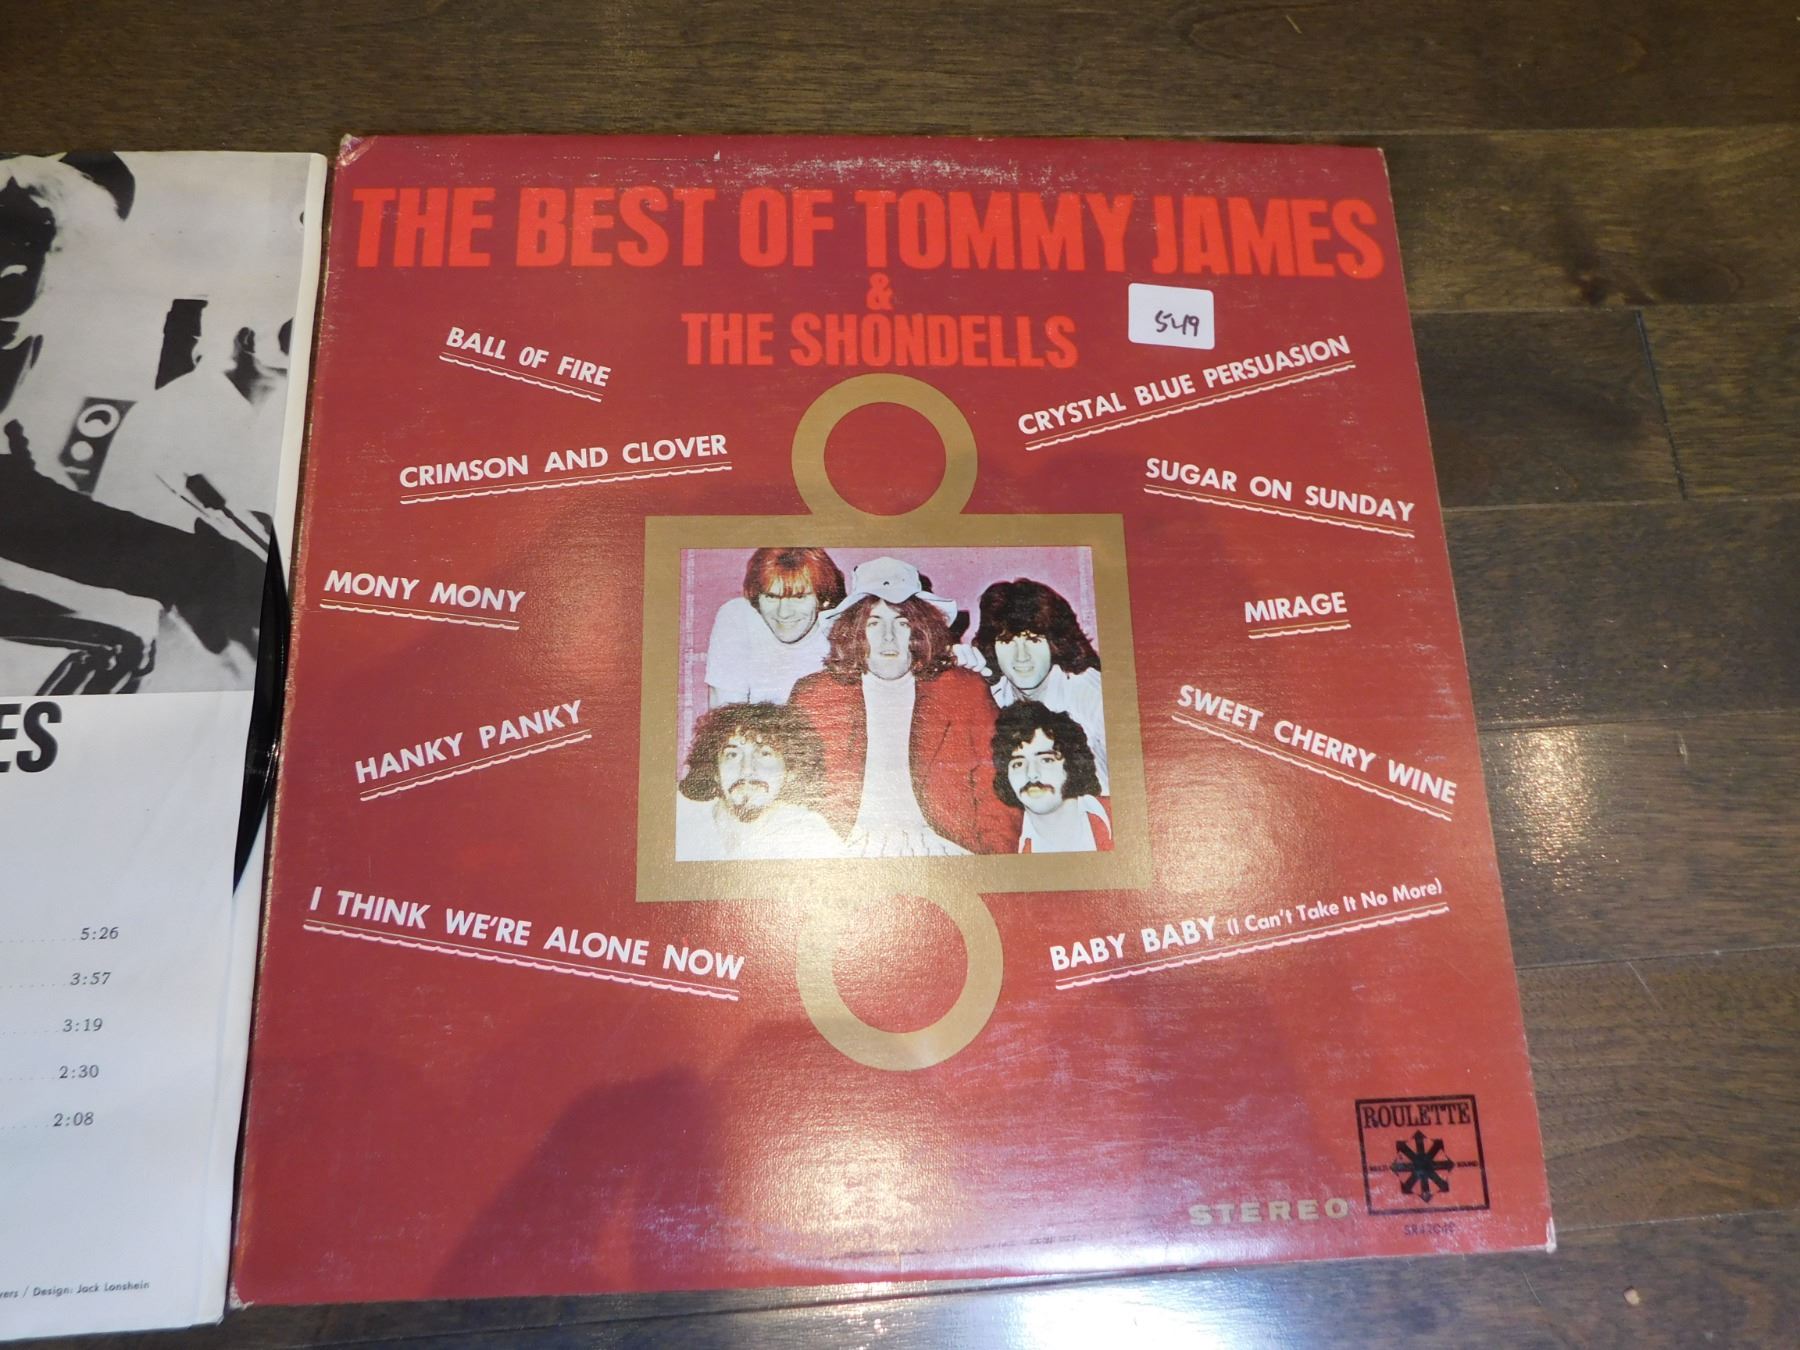 THE BEST OF TOMMY JAMES
&
THE SHONDELLS
549
BALL OF FIRE
CRYSTAL BLUE PERSUASION
CRIMSON AND CLOVER
SUGAR ON SUNDAY
MONY MONY
MIRAGE
HANKY PANKY
SWEET CHERRY WINE
I THINK WE'RE ALONE NOW
BABY BABY (I Can't Take It No More)
ROULETTE
STEREO
ES
5:26
3:57
3:19
2:30
2:08
/ Design: Jack Lonshein